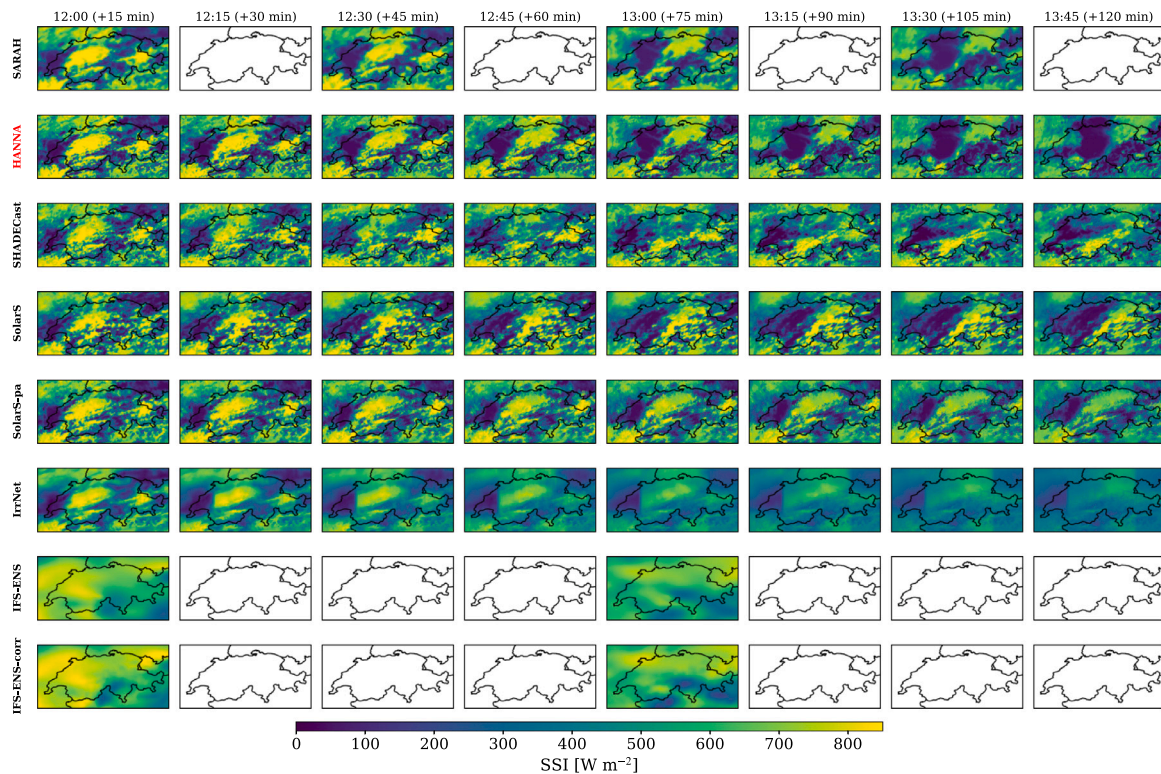 12:00 (+15 min) 12:15 (+30 min) 12:30 (+45 min) 12:45 (+60 min) 13:00 (+75 min) 13:15 (+90 min) 13:30 (+105 min) 13:45 (+120 min)
SARAH
HANNA
SHADECast
SolarS
SolarS-pa
IrrNet
IFS-ENS
IFS-ENS-corr
0 100 200 300 400 500 600 700 800
SSI [W m⁻²]